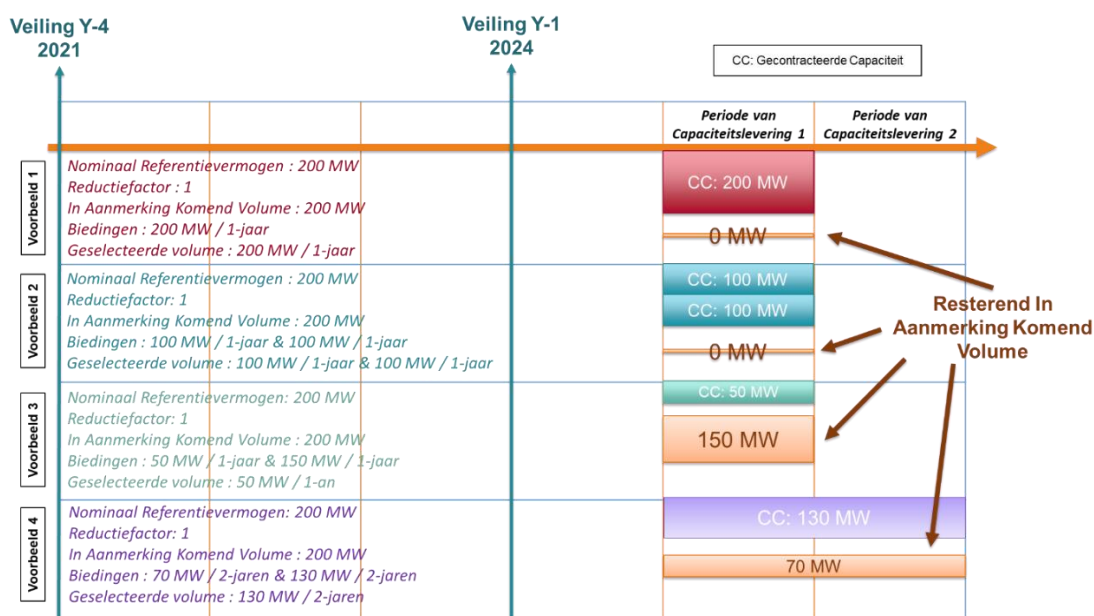 Veiling Y-4
2021
Veiling Y-1
2024
CC: Gecontracteerde Capaciteit
Periode van
Capaciteitslevering 1
Periode van
Capaciteitslevering 2
Voorbeeld 1
Nominaal Referentievermogen : 200 MW
Reductiefactor : 1
In Aanmerking Komend Volume : 200 MW
Biedingen : 200 MW / 1-jaar
Geselecteerde volume : 200 MW / 1-jaar
CC: 200 MW
0 MW
Voorbeeld 2
Nominaal Referentievermogen : 200 MW
Reductiefactor: 1
In Aanmerking Komend Volume : 200 MW
Biedingen : 100 MW / 1-jaar & 100 MW / 1-jaar
Geselecteerde volume : 100 MW / 1-jaar & 100 MW / 1-jaar
CC: 100 MW
CC: 100 MW
0 MW
Resterend In
Aanmerking Komend
Volume
Voorbeeld 3
Nominaal Referentievermogen: 200 MW
Reductiefactor: 1
In Aanmerking Komend Volume : 200 MW
Biedingen : 50 MW / 1-jaar & 150 MW / 1-jaar
Geselecteerde volume : 50 MW / 1-an
CC: 50 MW
150 MW
Voorbeeld 4
Nominaal Referentievermogen: 200 MW
Reductiefactor: 1
In Aanmerking Komend Volume : 200 MW
Biedingen : 70 MW / 2-jaren & 130 MW / 2-jaren
Geselecteerde volume : 130 MW / 2-jaren
CC: 130 MW
70 MW